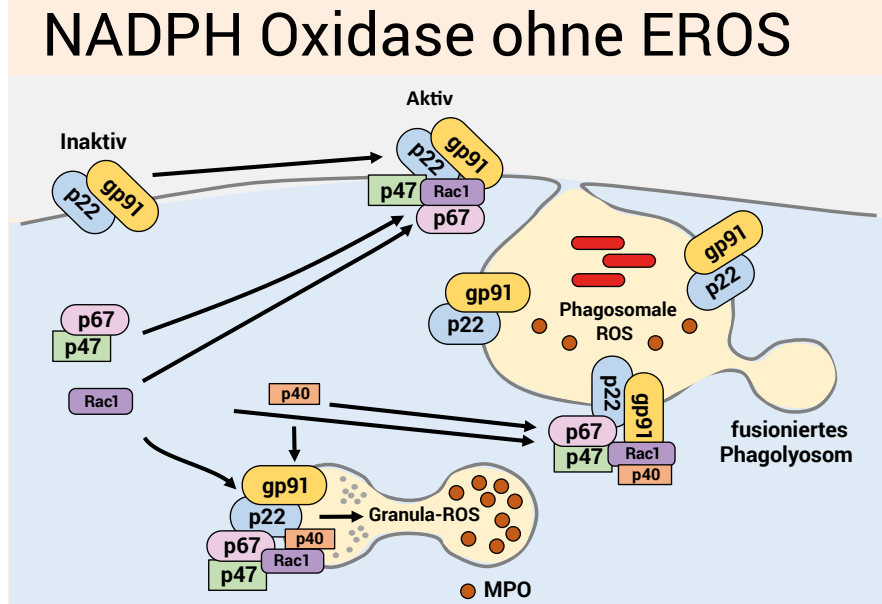 NADPH Oxidase ohne EROS
Aktiv
Inaktiv
p22
gp91
p22
gp91
p47
Rac1
p67
gp91
p22
gp91
p22
Phagosomale
ROS
p67
p47
Rac1
p40
p22
gp91
p67
p47
Rac1
p40
fusioniertes
Phagolyosom
gp91
p22
Granula-ROS
p67
p40
Rac1
p47
MPO